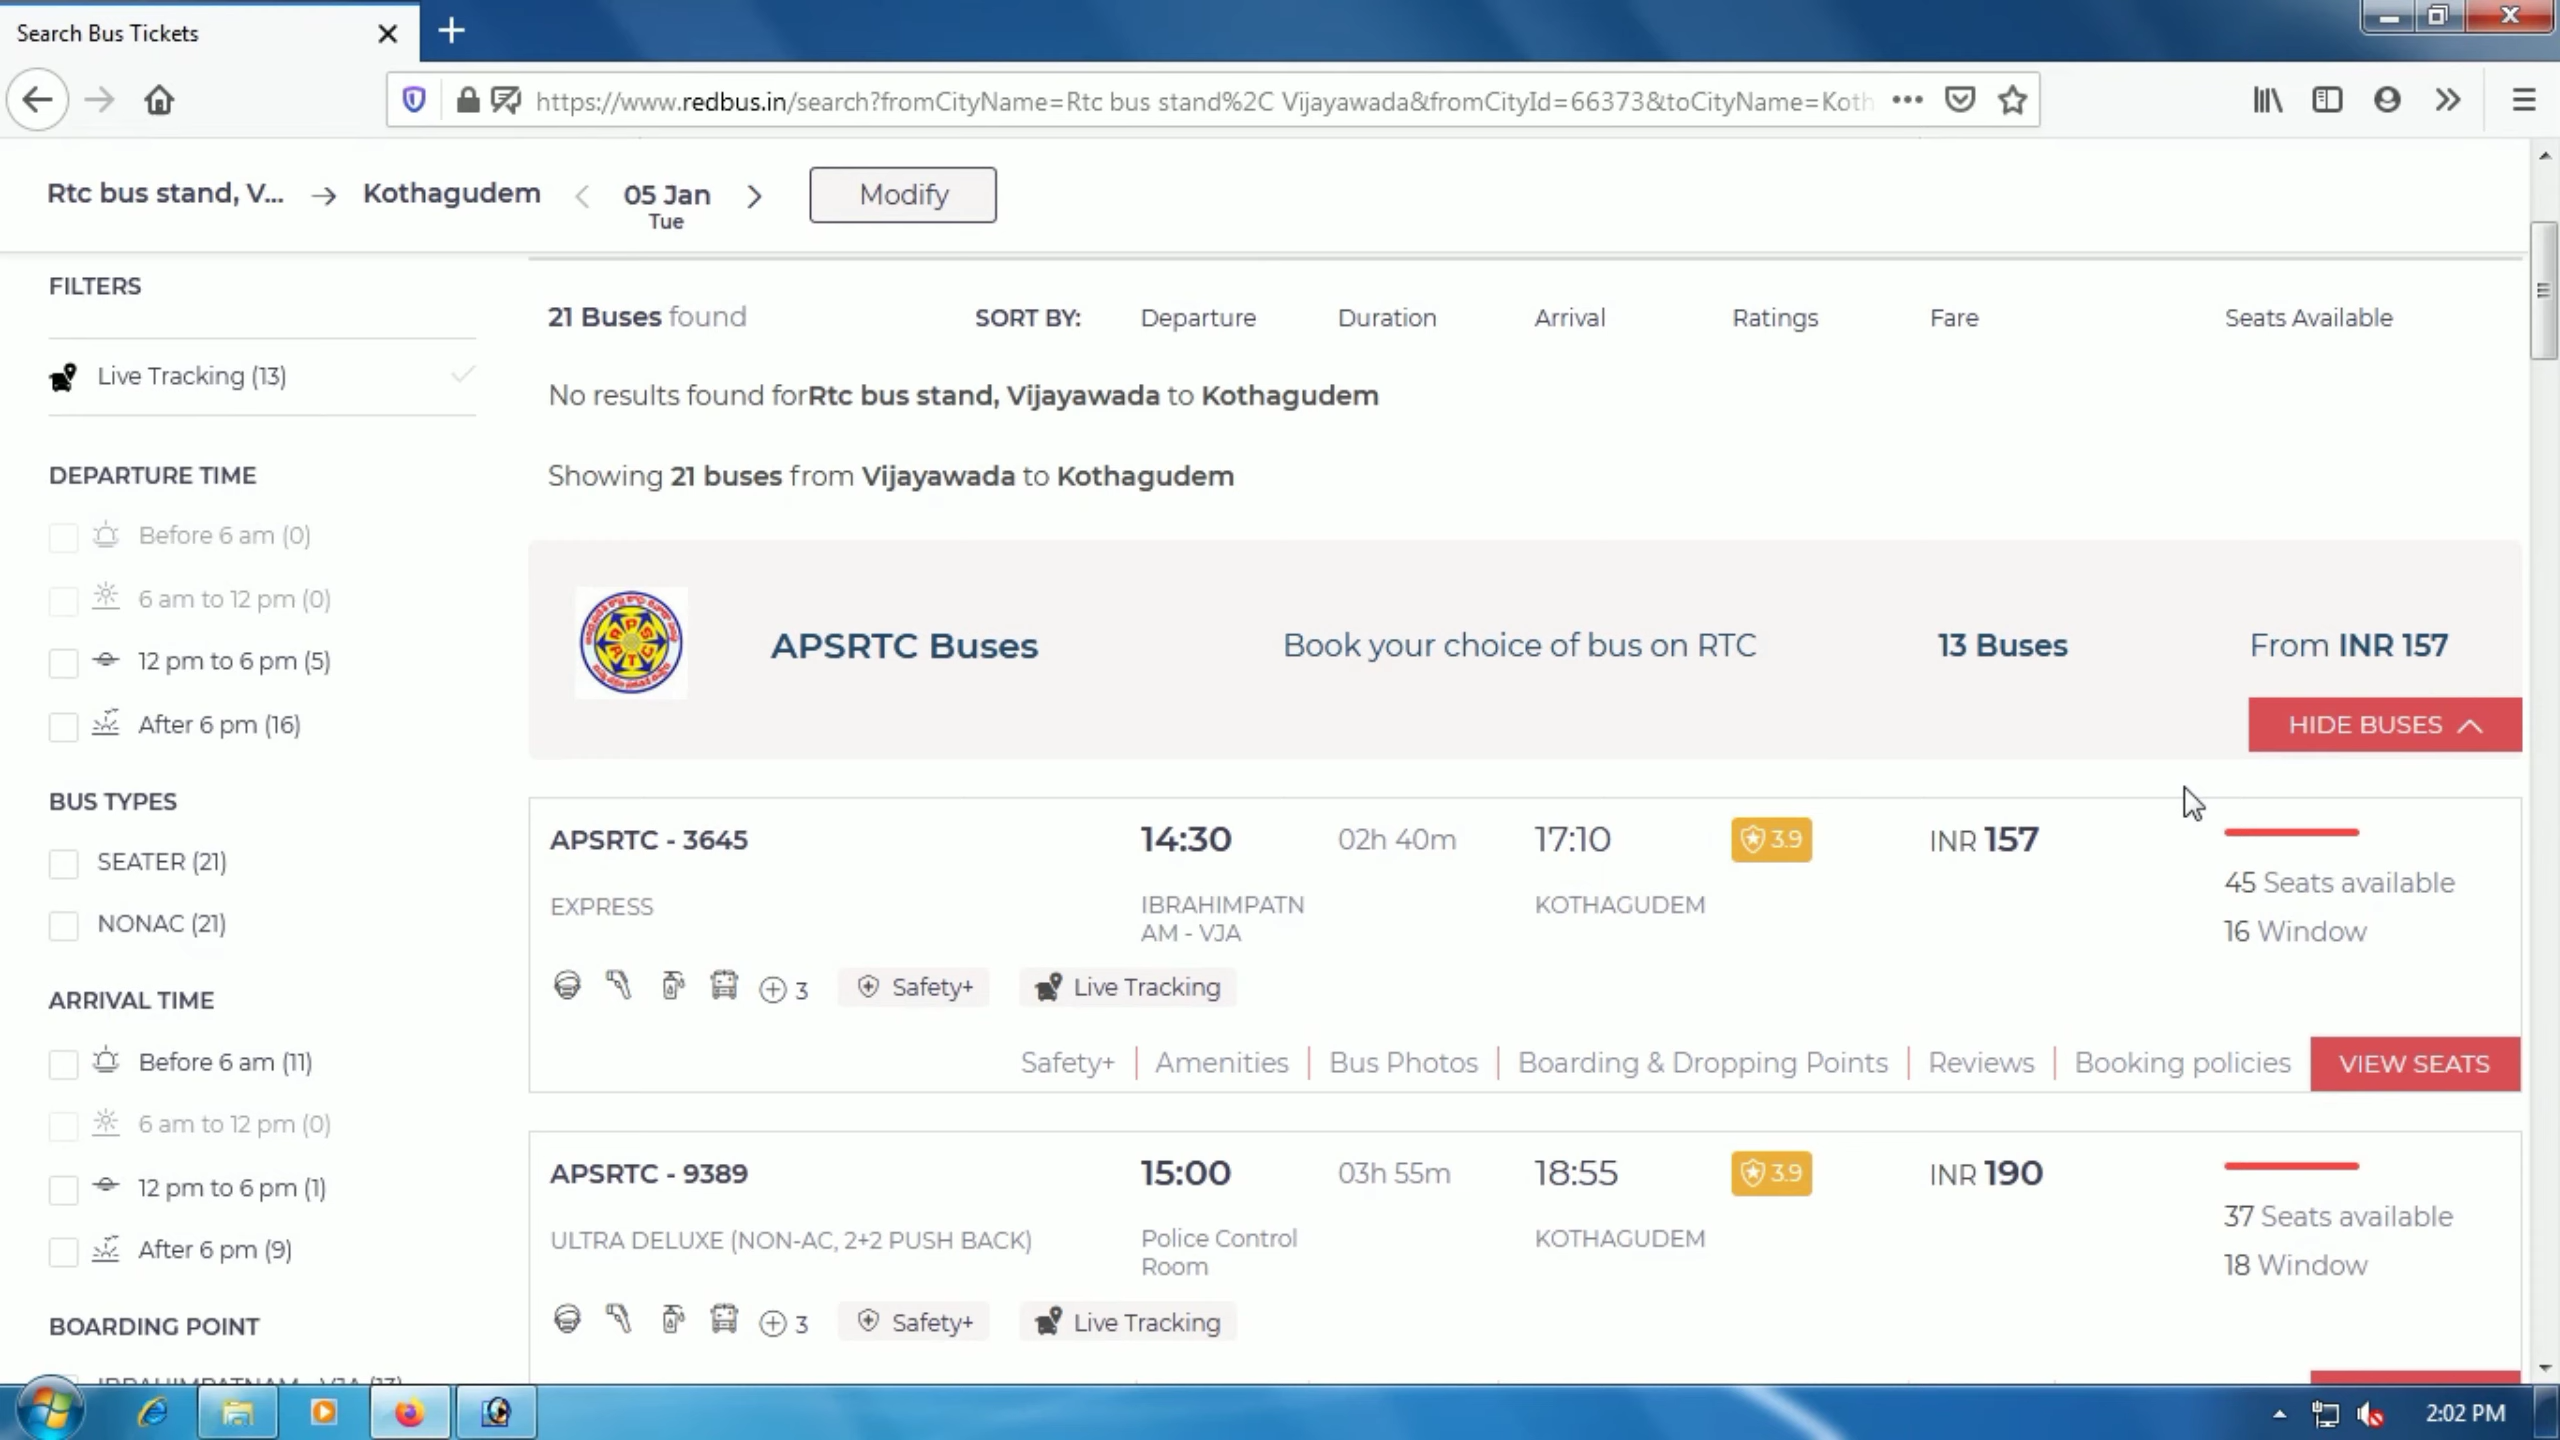 Search Bus Tickets
https://www.redbus.in/search?fromCityName=Rtc bus stand%2C Vijayawada&fromCityId=66373&toCityName=Koth
Rtc bus stand, V... → Kothagudem < 05 Jan > Modify
Tue
FILTERS
21 Buses found SORT BY: Departure Duration Arrival Ratings Fare Seats Available
Live Tracking (13)
No results found forRtc bus stand, Vijayawada to Kothagudem
Showing 21 buses from Vijayawada to Kothagudem
DEPARTURE TIME
Before 6 am (0)
6 am to 12 pm (0)
12 pm to 6 pm (5)
After 6 pm (16)
APSRTC Buses Book your choice of bus on RTC 13 Buses From INR 157
HIDE BUSES
BUS TYPES
SEATER (21)
NONAC (21)
ARRIVAL TIME
Before 6 am (11)
6 am to 12 pm (0)
12 pm to 6 pm (1)
After 6 pm (9)
BOARDING POINT
APSRTC - 3645 14:30 02h 40m 17:10 3.9 INR 157
45 Seats available
EXPRESS IBRAHIMPATN KOTHAGUDEM
AM - VJA 16 Window
3 Safety+ Live Tracking
Safety+ Amenities Bus Photos Boarding & Dropping Points Reviews Booking policies VIEW SEATS
APSRTC - 9389 15:00 03h 55m 18:55 3.9 INR 190
37 Seats available
ULTRA DELUXE (NON-AC, 2+2 PUSH BACK) Police Control KOTHAGUDEM
Room 18 Window
3 Safety+ Live Tracking
2:02 PM